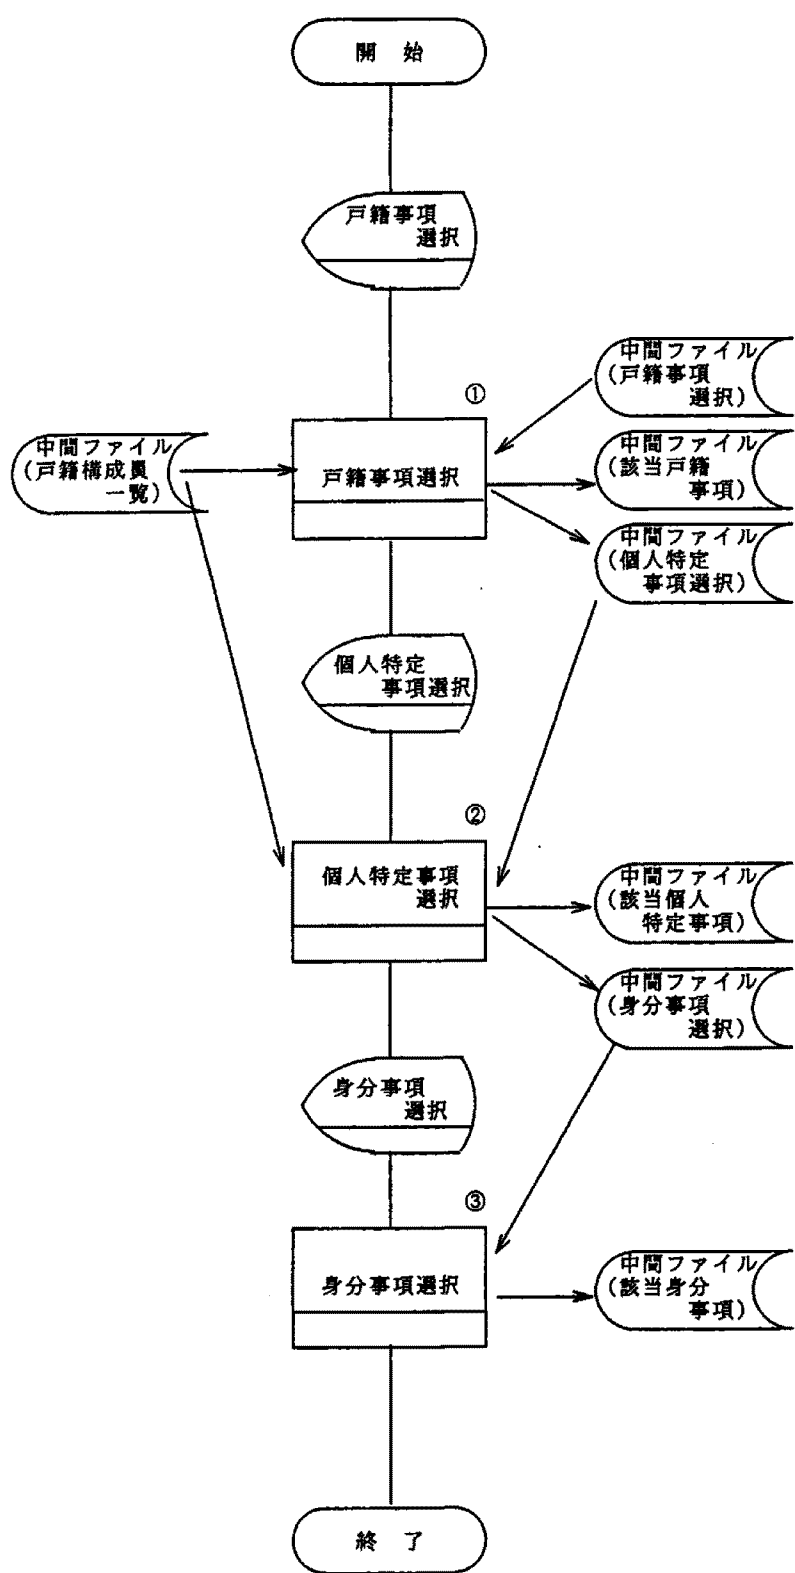 開 始
戸籍事項
選択
中間ファイル
(戸籍事項
選択)
①
中間ファイル
(戸籍構成員
一覧)
戸籍事項選択
中間ファイル
(該当戸籍
事項)
中間ファイル
(個人特定
事項選択)
個人特定
事項選択
②
個人特定事項
選択
中間ファイル
(該当個人
特定事項)
中間ファイル
(身分事項
選択)
身分事項
選択
③
身分事項選択
中間ファイル
(該当身分
事項)
終 了